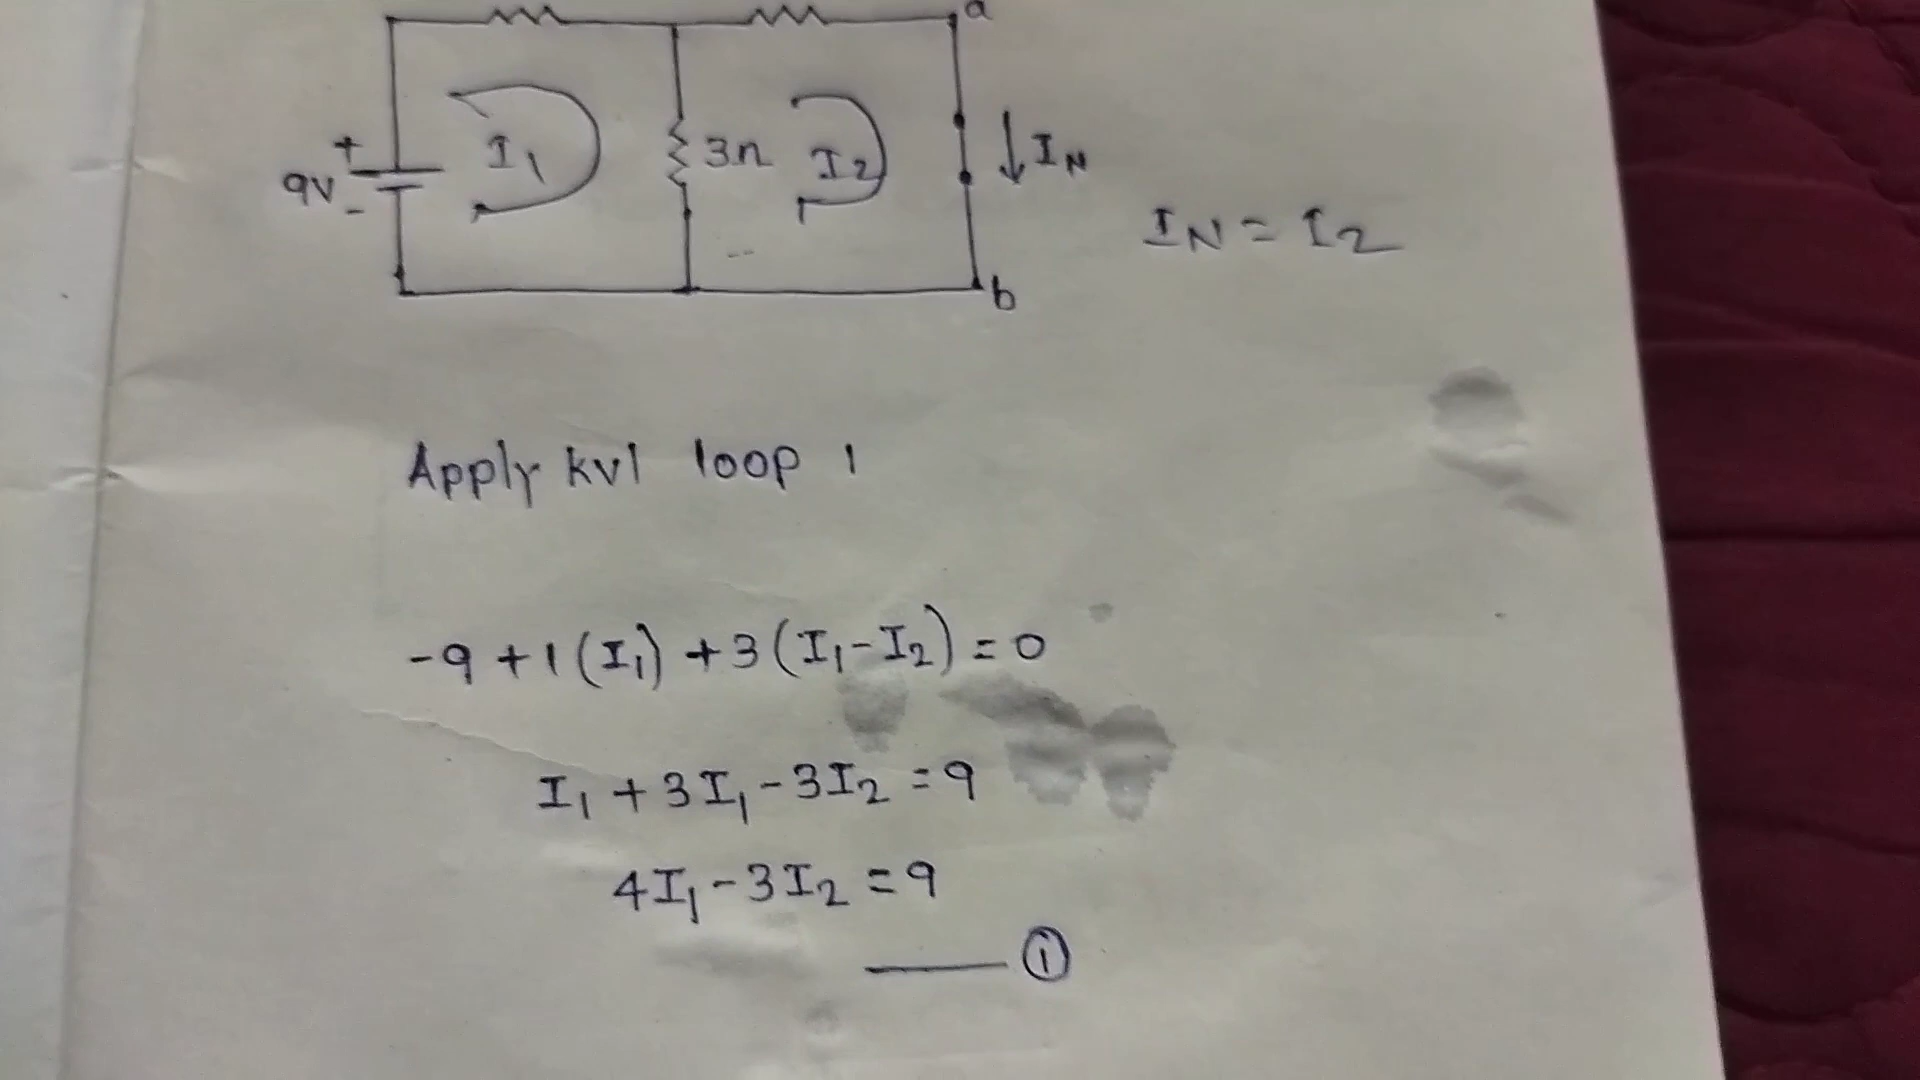 a
+
9V
-
I1
3Ω
I2
↓IN
IN = I2
b
Apply kvl loop 1
-9 + 1(I1) + 3(I1-I2) = 0
I1 + 3I1 - 3I2 = 9
4I1 - 3I2 = 9
①